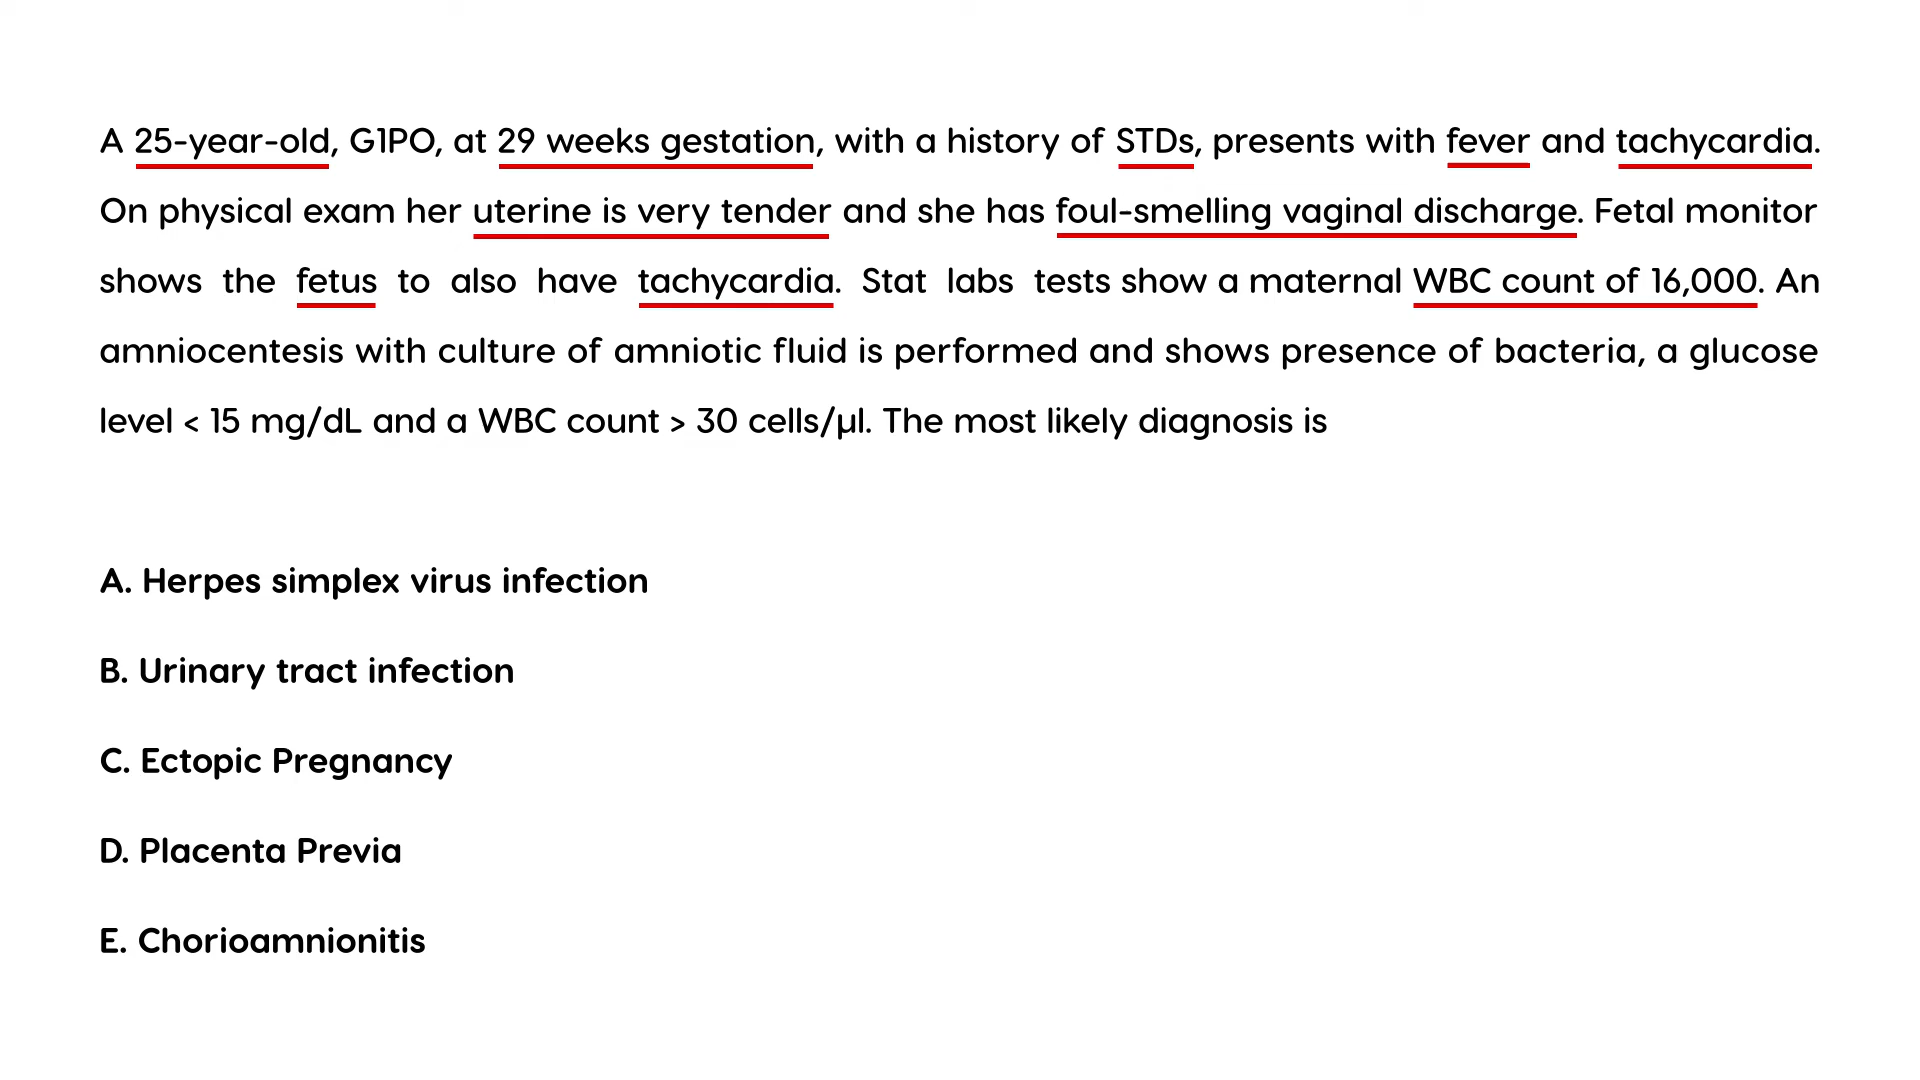 A 25-year-old, G1PO, at 29 weeks gestation, with a history of STDs, presents with fever and tachycardia.
On physical exam her uterine is very tender and she has foul-smelling vaginal discharge. Fetal monitor
shows the fetus to also have tachycardia. Stat labs tests show a maternal WBC count of 16,000. An
amniocentesis with culture of amniotic fluid is performed and shows presence of bacteria, a glucose
level < 15 mg/dL and a WBC count > 30 cells/µl. The most likely diagnosis is
A. Herpes simplex virus infection
B. Urinary tract infection
C. Ectopic Pregnancy
D. Placenta Previa
E. Chorioamnionitis